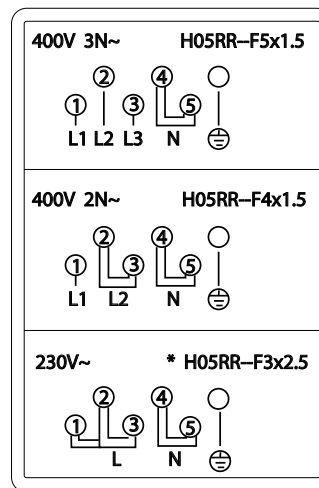 400V 3N~ H05RR--F5x1.5
2 4
1 3 5
L1 L2 L3 N
400V 2N~ H05RR--F4x1.5
2 4
1 3 5
L1 L2 N
230V~ * H05RR--F3x2.5
2 4
1 3 5
L N